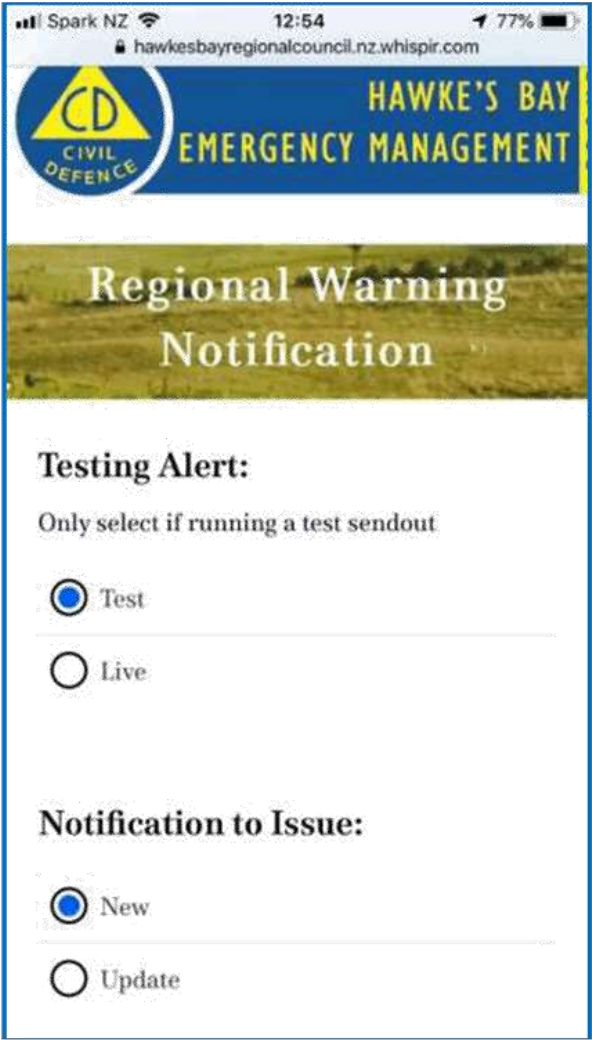 Spark NZ 12:54 77%
hawkesbayregionalcouncil.nz.whispir.com
CD
CIVIL
DEFENCE
HAWKE'S BAY
EMERGENCY MANAGEMENT
Regional Warning
Notification
Testing Alert:
Only select if running a test sendout
Test
Live
Notification to Issue:
New
Update